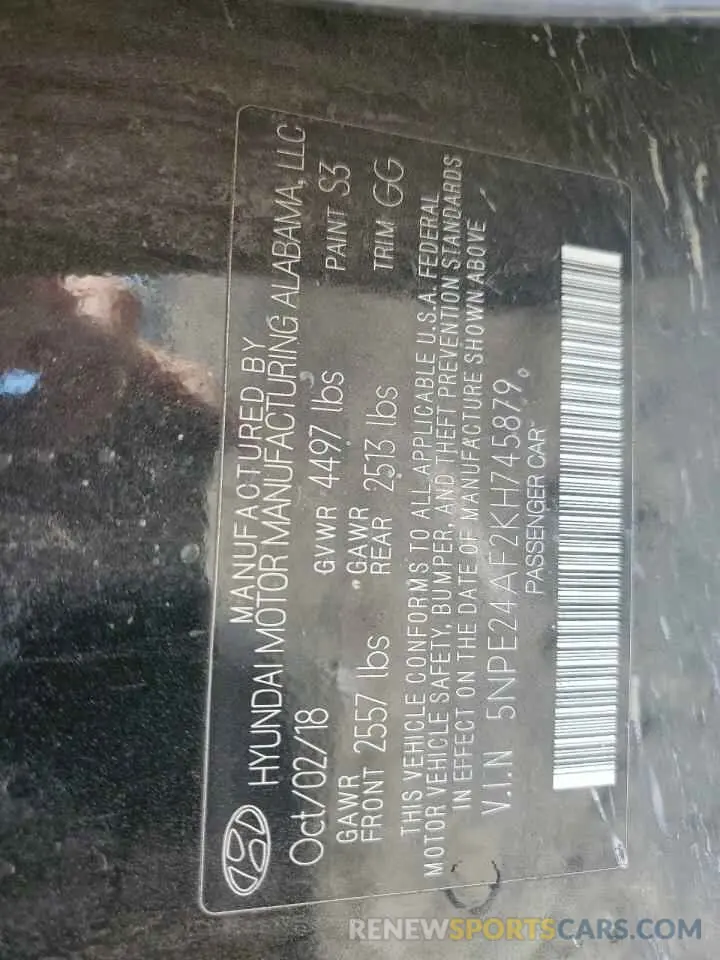 MANUFACTURED BY
HYUNDAI MOTOR MANUFACTURING ALABAMA, LLC
Oct/02/18 GVWR 4497 lbs PAINT S3
GAWR FRONT 2557 lbs GAWR REAR 2513 lbs TRIM GG
THIS VEHICLE CONFORMS TO ALL APPLICABLE U.S.A. FEDERAL
MOTOR VEHICLE SAFETY, BUMPER, AND THEFT PREVENTION STANDARDS
IN EFFECT ON THE DATE OF MANUFACTURE SHOWN ABOVE
V.I.N 5NPE24AF2KH745879
PASSENGER CAR
RENEWSPORTSCARS.COM